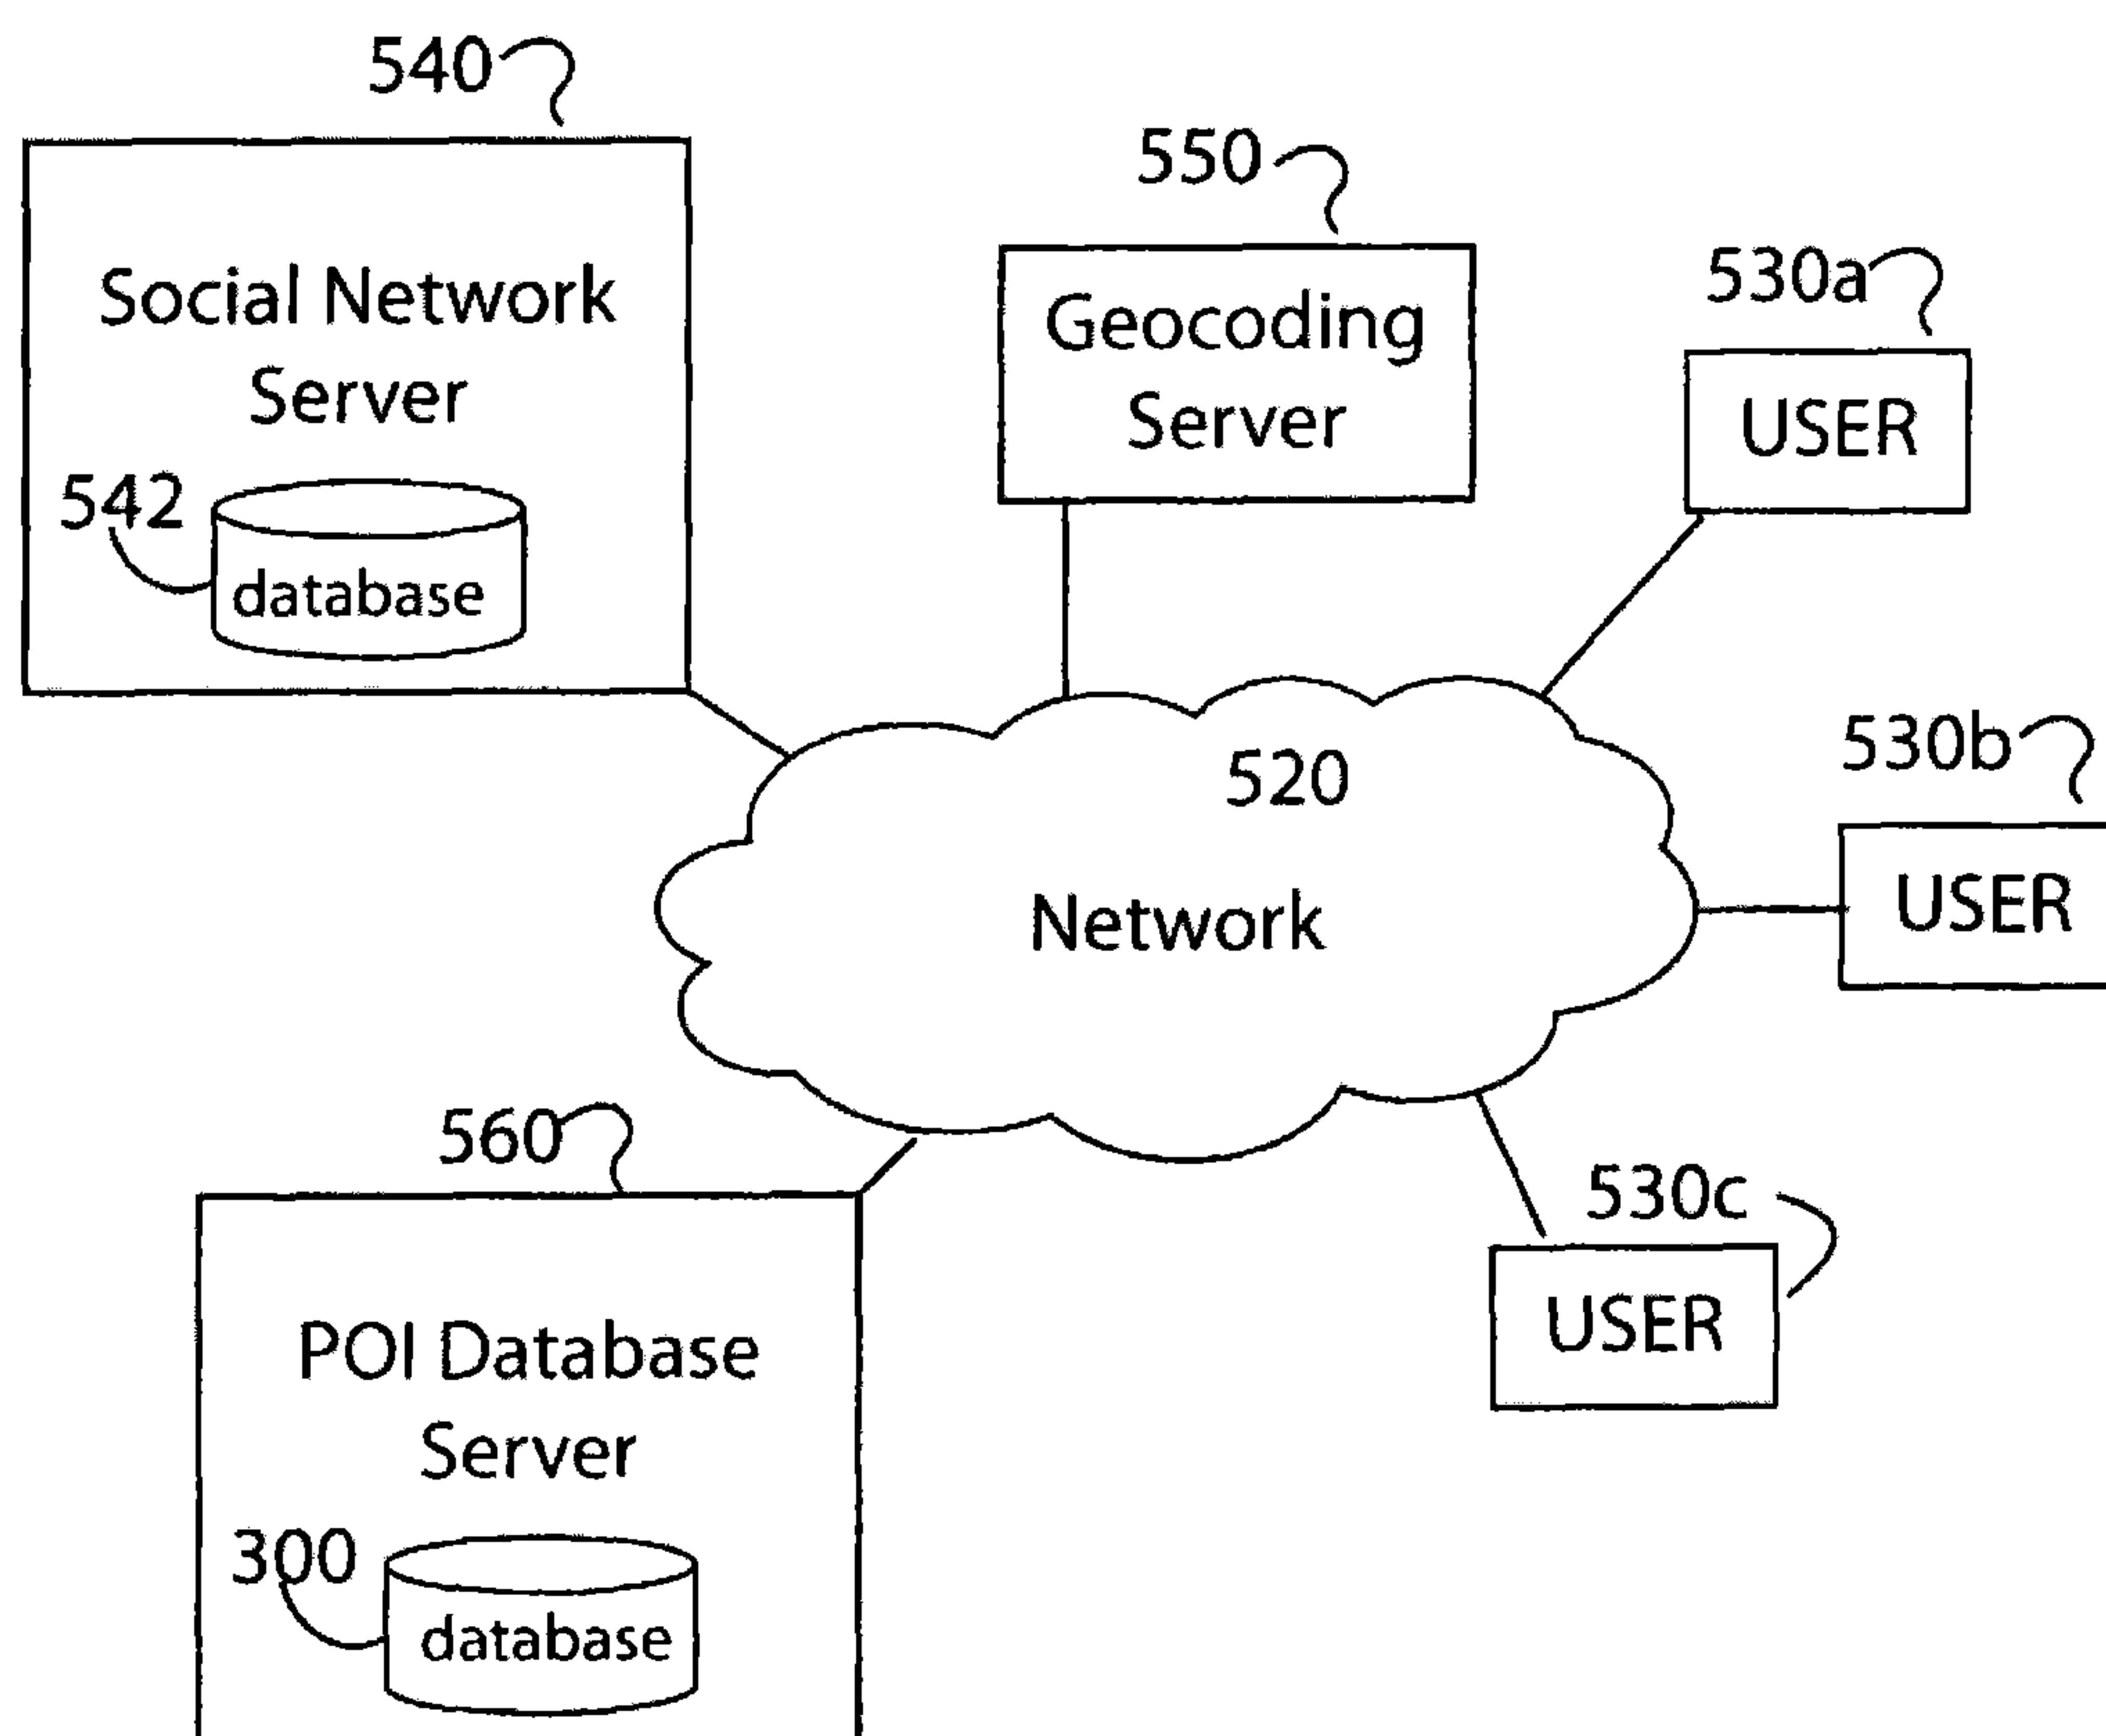 540
Social Network
Server
542
database
550
Geocoding
Server
530a
USER
520
Network
530b
USER
560
POI Database
Server
300
database
530c
USER